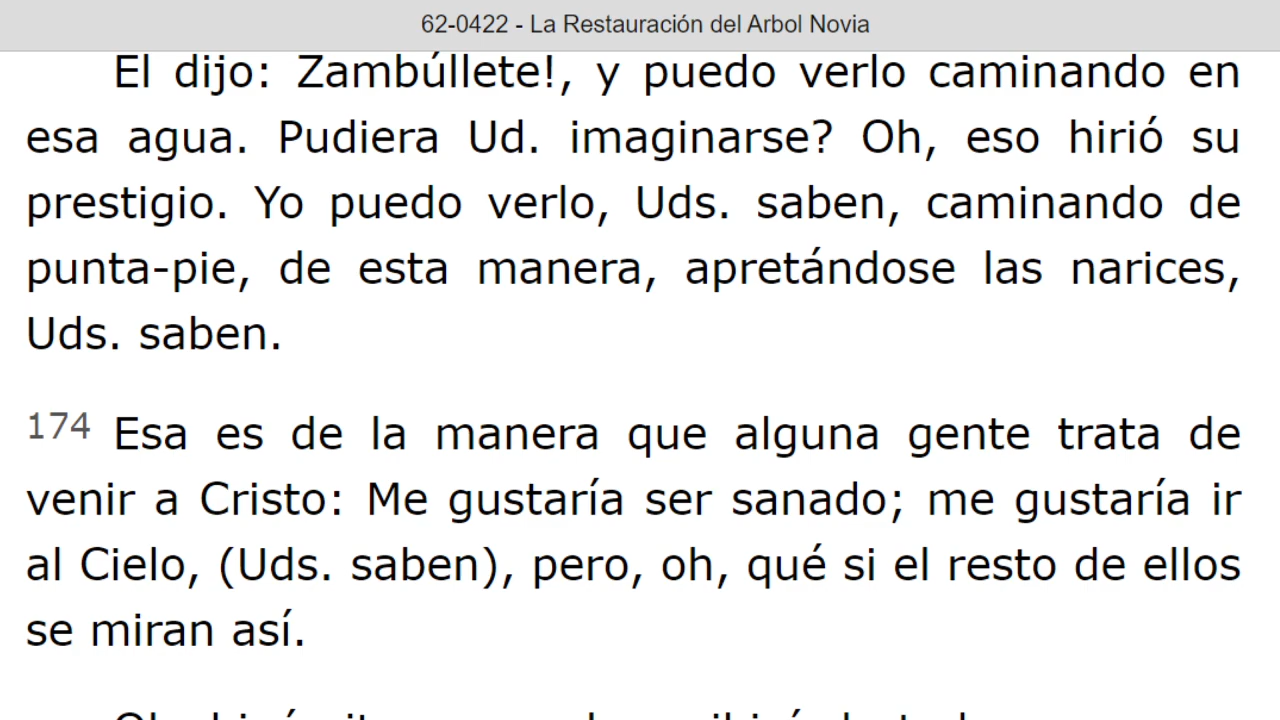 62-0422 - La Restauración del Arbol Novia
El dijo: Zambúllete!, y puedo verlo caminando en
esa agua. Pudiera Ud. imaginarse? Oh, eso hirió su
prestigio. Yo puedo verlo, Uds. saben, caminando de
punta-pie, de esta manera, apretándose las narices,
Uds. saben.
174 Esa es de la manera que alguna gente trata de
venir a Cristo: Me gustaría ser sanado; me gustaría ir
al Cielo, (Uds. saben), pero, oh, qué si el resto de ellos
se miran así.